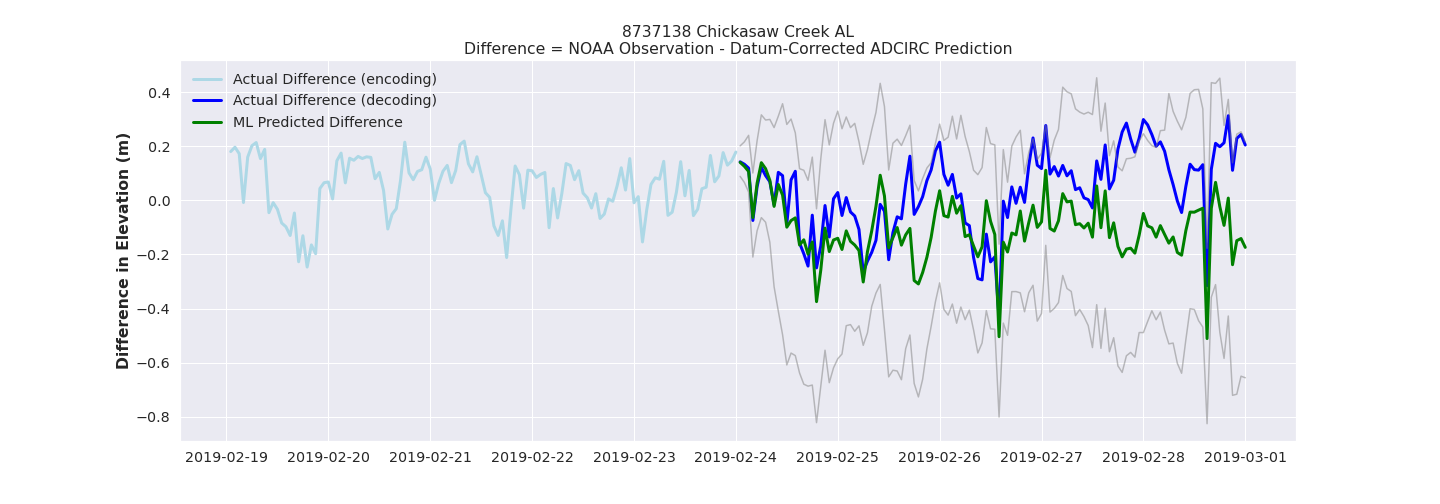 8737138 Chickasaw Creek AL
Difference = NOAA Observation - Datum-Corrected ADCIRC Prediction
Actual Difference (encoding)
Actual Difference (decoding)
ML Predicted Difference
Difference in Elevation (m)
0.4
0.2
0.0
−0.2
−0.4
−0.6
−0.8
2019-02-19 2019-02-20 2019-02-21 2019-02-22 2019-02-23 2019-02-24 2019-02-25 2019-02-26 2019-02-27 2019-02-28 2019-03-01